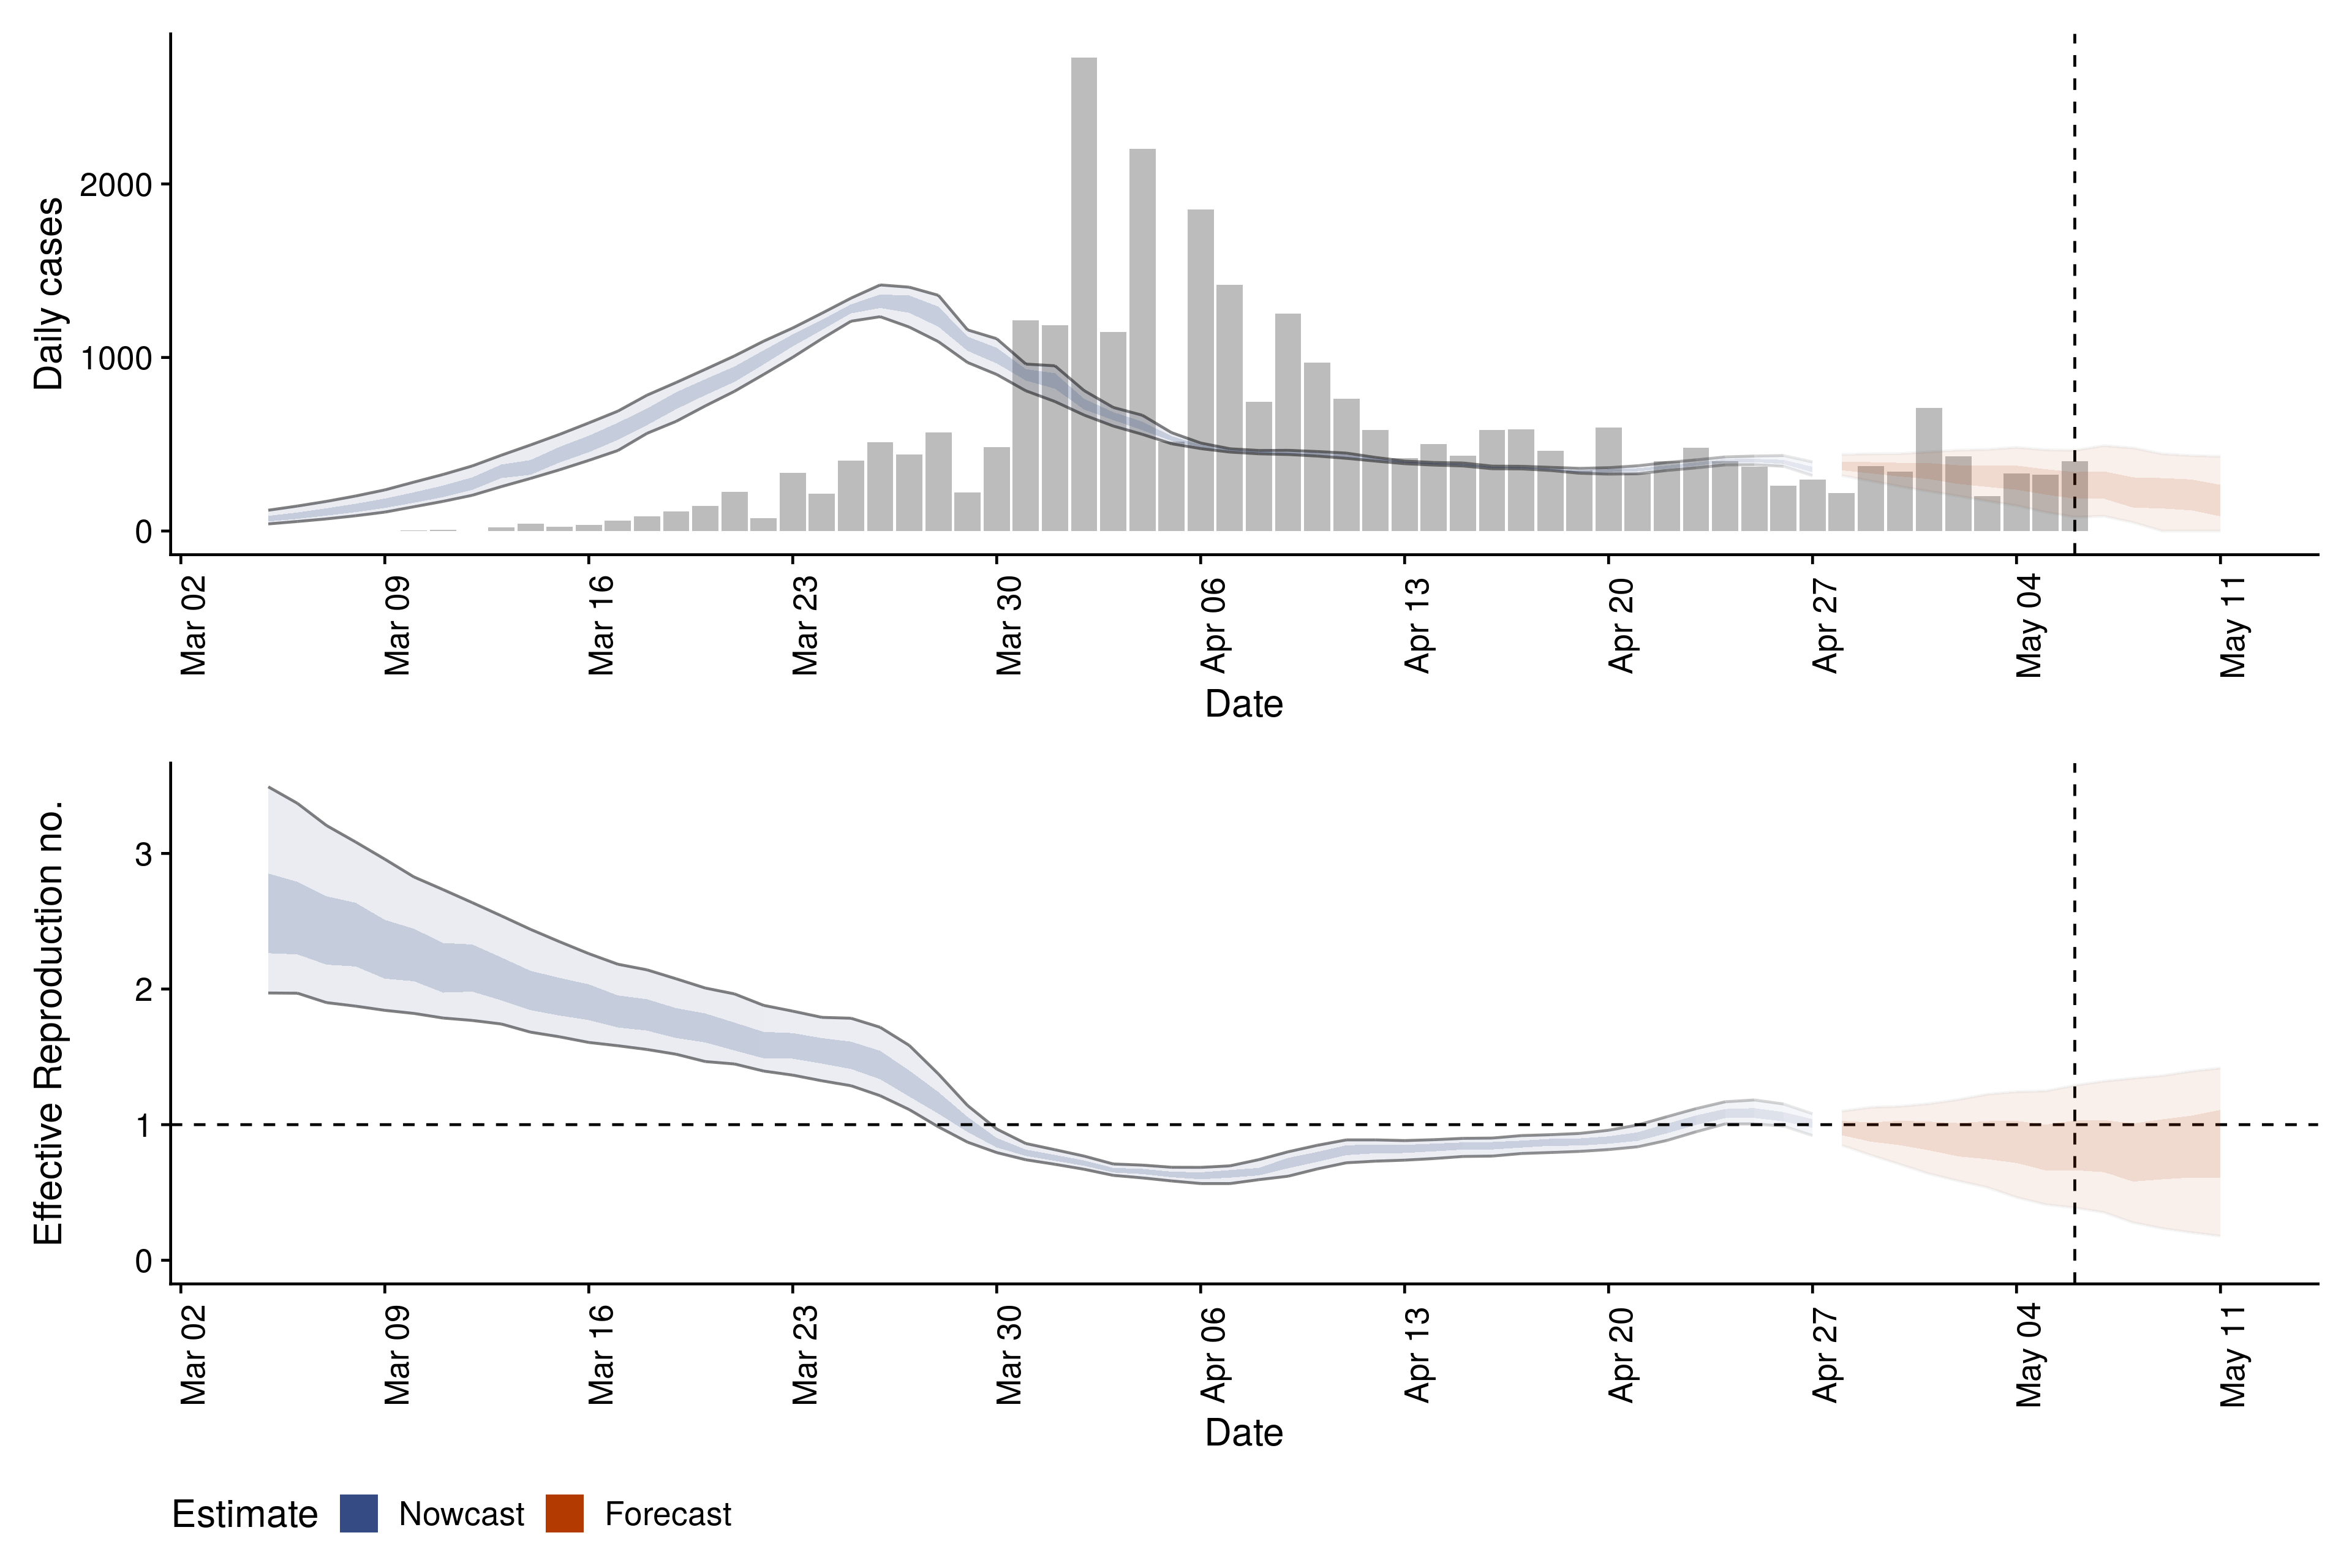 Daily cases
2000
1000
0
Mar 02
Mar 09
Mar 16
Mar 23
Mar 30
Apr 06
Apr 13
Apr 20
Apr 27
May 04
May 11
Date
Effective Reproduction no.
3
2
1
0
Mar 02
Mar 09
Mar 16
Mar 23
Mar 30
Apr 06
Apr 13
Apr 20
Apr 27
May 04
May 11
Date
Estimate Nowcast Forecast